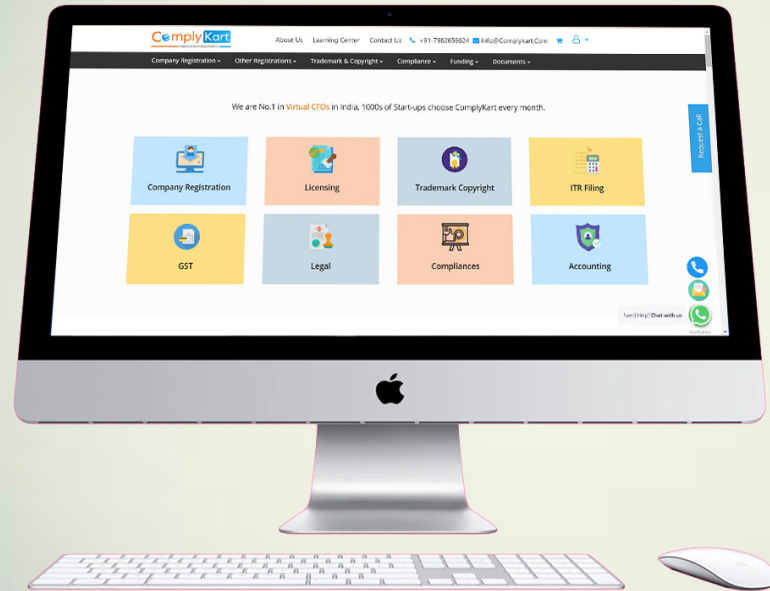 ComplyKart
About Us Learning Center Contact Us +91-7982659924 Info@Complykart.Com
Company Registration Other Registrations Trademark & Copyright Compliance Funding Documents
We are No.1 in Virtual CFOs in India, 1000s of Start-ups choose ComplyKart every month.
Request a Call
Company Registration Licensing Trademark Copyright ITR Filing
GST Legal Compliances Accounting
Need Help? Chat with us